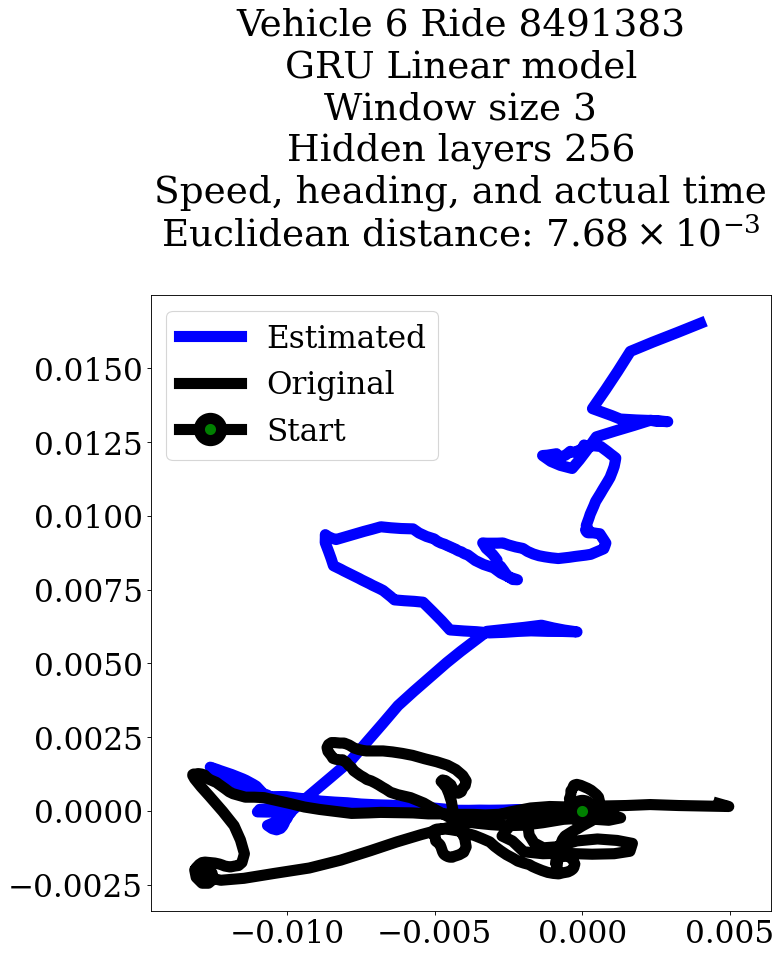 Vehicle 6 Ride 8491383
GRU Linear model
Window size 3
Hidden layers 256
Speed, heading, and actual time
Euclidean distance: 7.68 × 10⁻³
Estimated
Original
Start
0.0150
0.0125
0.0100
0.0075
0.0050
0.0025
0.0000
−0.0025
−0.010 −0.005 0.000 0.005